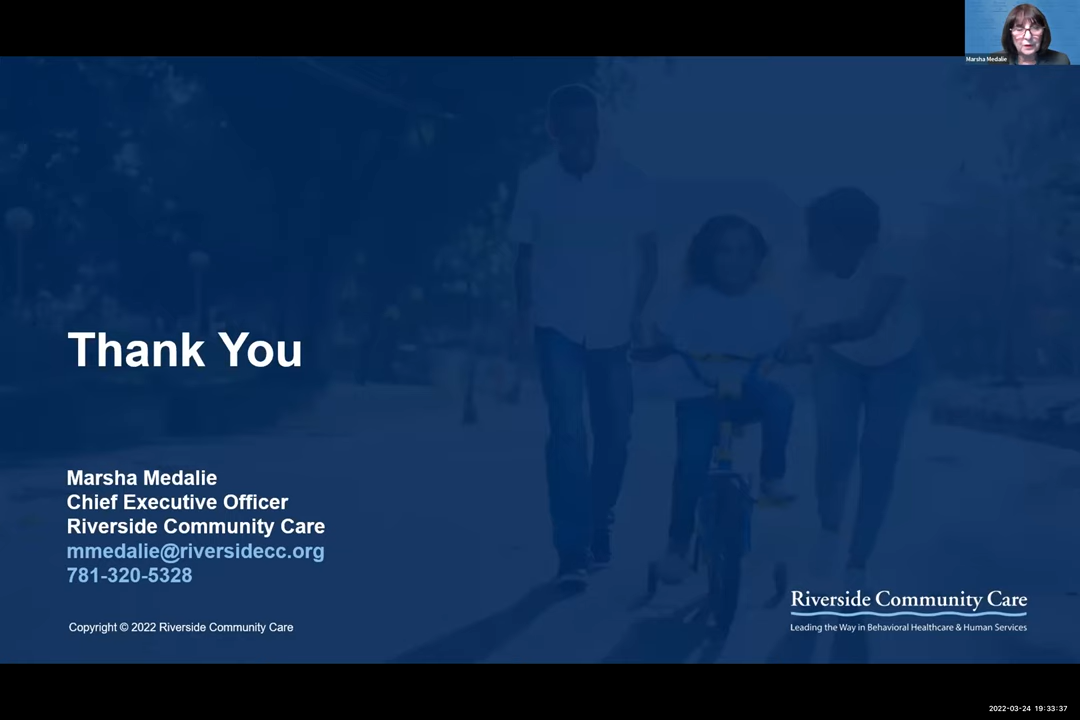 Marsha Medalie
Thank You
Marsha Medalie
Chief Executive Officer
Riverside Community Care
mmedalie@riversidecc.org
781-320-5328
Copyright © 2022 Riverside Community Care
Riverside Community Care
Leading the Way in Behavioral Healthcare & Human Services
2022-03-24 19:33:37